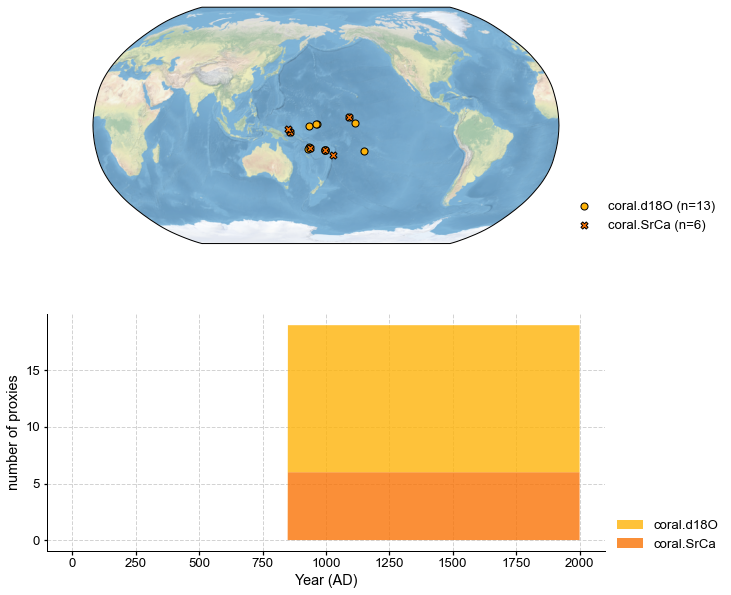 coral.d18O (n=13)
coral.SrCa (n=6)
number of proxies
15
10
5
0
0
250
500
750
1000
1250
1500
1750
2000
Year (AD)
coral.d18O
coral.SrCa